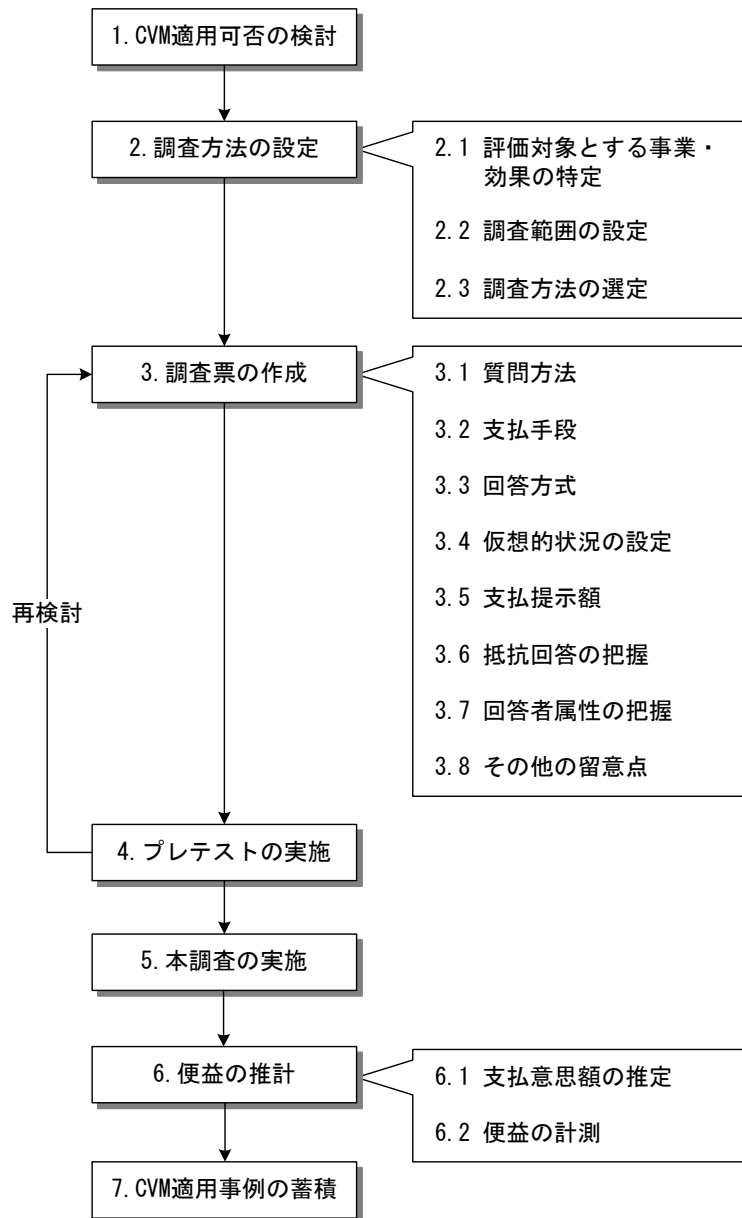 1.CVM適用可否の検討
2.調査方法の設定
2.1 評価対象とする事業・
効果の特定
2.2 調査範囲の設定
2.3 調査方法の選定
3.調査票の作成
3.1 質問方法
3.2 支払手段
3.3 回答方式
3.4 仮想的状況の設定
3.5 支払提示額
3.6 抵抗回答の把握
3.7 回答者属性の把握
3.8 その他の留意点
再検討
4.プレテストの実施
5.本調査の実施
6.便益の推計
6.1 支払意思額の推定
6.2 便益の計測
7.CVM適用事例の蓄積